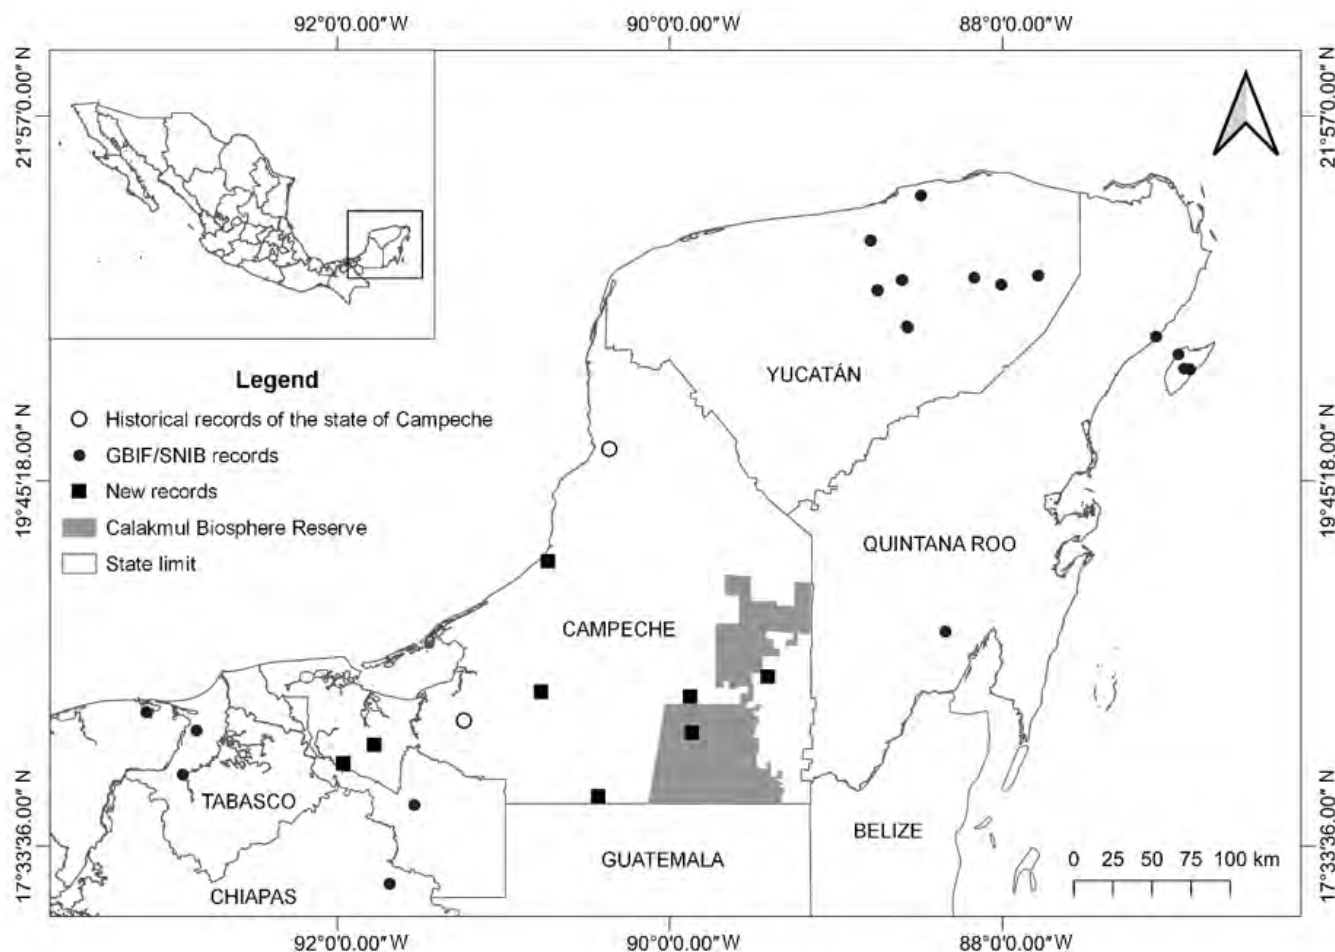 92°0'0.00″W 90°0'0.00″W 88°0'0.00″W
21°57'0.00″ N
21°57'0.00″ N
YUCATÁN
Legend
Historical records of the state of Campeche
GBIF/SNIB records
New records
Calakmul Biosphere Reserve
State limit
19°45'18.00″ N
19°45'18.00″ N
QUINTANA ROO
CAMPECHE
TABASCO
BELIZE
GUATEMALA
CHIAPAS
0 25 50 75 100 km
17°33'36.00″ N
17°33'36.00″ N
92°0'0.00″W 90°0'0.00″W 88°0'0.00″W